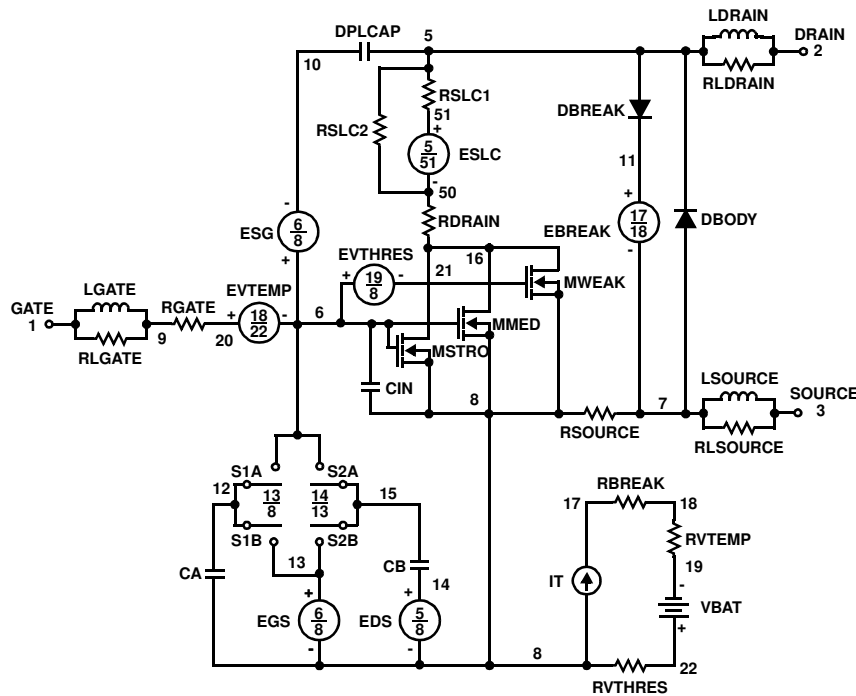 LDRAIN
DPLCAP 5 DRAIN
2
10
RLDRAIN
RSLC1
51
DBREAK
RSLC2
+
5
51
ESLC
11
-
50
-
+
17
18
RDRAIN
DBODY
6
8
ESG
EBREAK
EVTHRES
16
+
-
+ 19 - 21
8
MWEAK
LGATE
EVTEMP
GATE
1
RGATE
+ 18 -
22
6
MMED
9
20
RLGATE
MSTRO
LSOURCE
CIN
8
7
SOURCE
3
RSOURCE
RLSOURCE
S1A S2A
12
13
8
14
13
15
RBREAK
17 18
S1B S2B
RVTEMP
13
CB
19
CA
14
IT
-
VBAT
+ +
6
8
5
8
EGS EDS
+
- -
8
22
RVTHRES